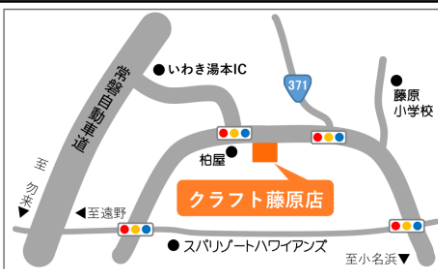 常磐自動車道
いわき湯本IC
371
藤原
小学校
柏屋
クラフト藤原店
至 勿来▼
◀至遠野
スパリゾートハワイアンズ
至小名浜▼